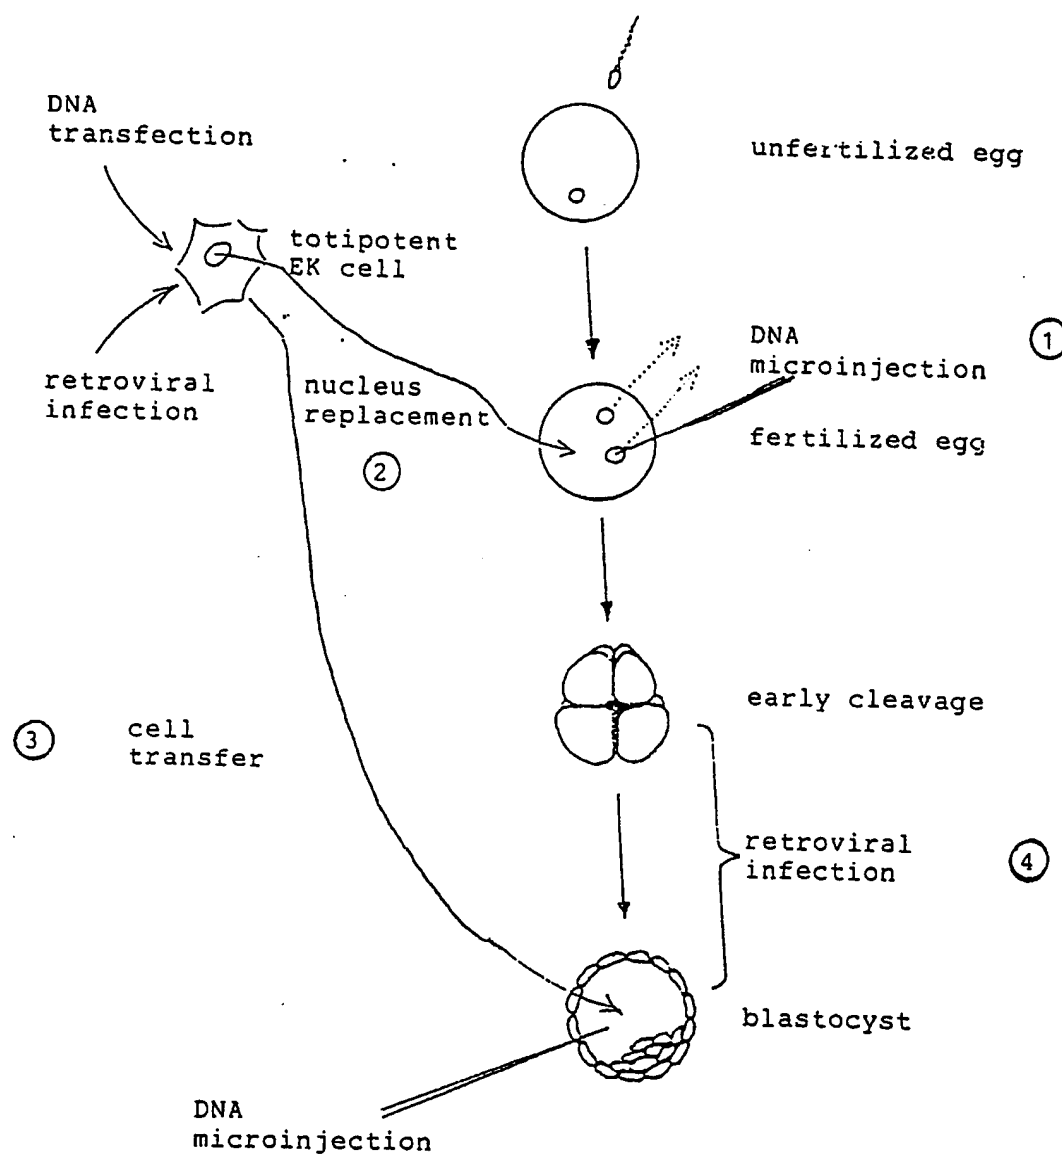 DNA
transfection
unfertilized egg
totipotent
EK cell
DNA
microinjection
1
retroviral
infection
nucleus
replacement
fertilized egg
2
early cleavage
3
cell
transfer
retroviral
infection
4
blastocyst
DNA
microinjection